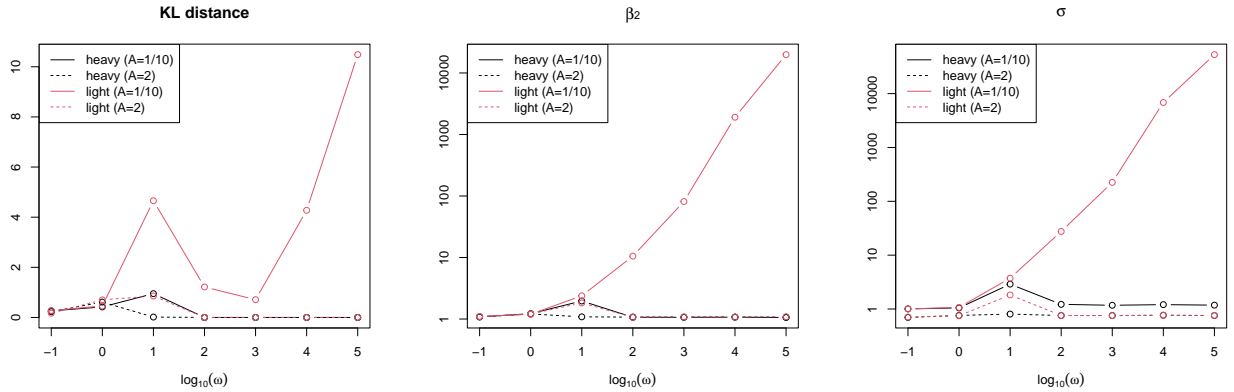 KL distance
heavy (A=1/10)
heavy (A=2)
light (A=1/10)
light (A=2)
0 2 4 6 8 10
−1 0 1 2 3 4 5
log10(ω)
β2
heavy (A=1/10)
heavy (A=2)
light (A=1/10)
light (A=2)
1 10 100 1000 10000
−1 0 1 2 3 4 5
log10(ω)
σ
heavy (A=1/10)
heavy (A=2)
light (A=1/10)
light (A=2)
1 10 100 1000 10000
−1 0 1 2 3 4 5
log10(ω)